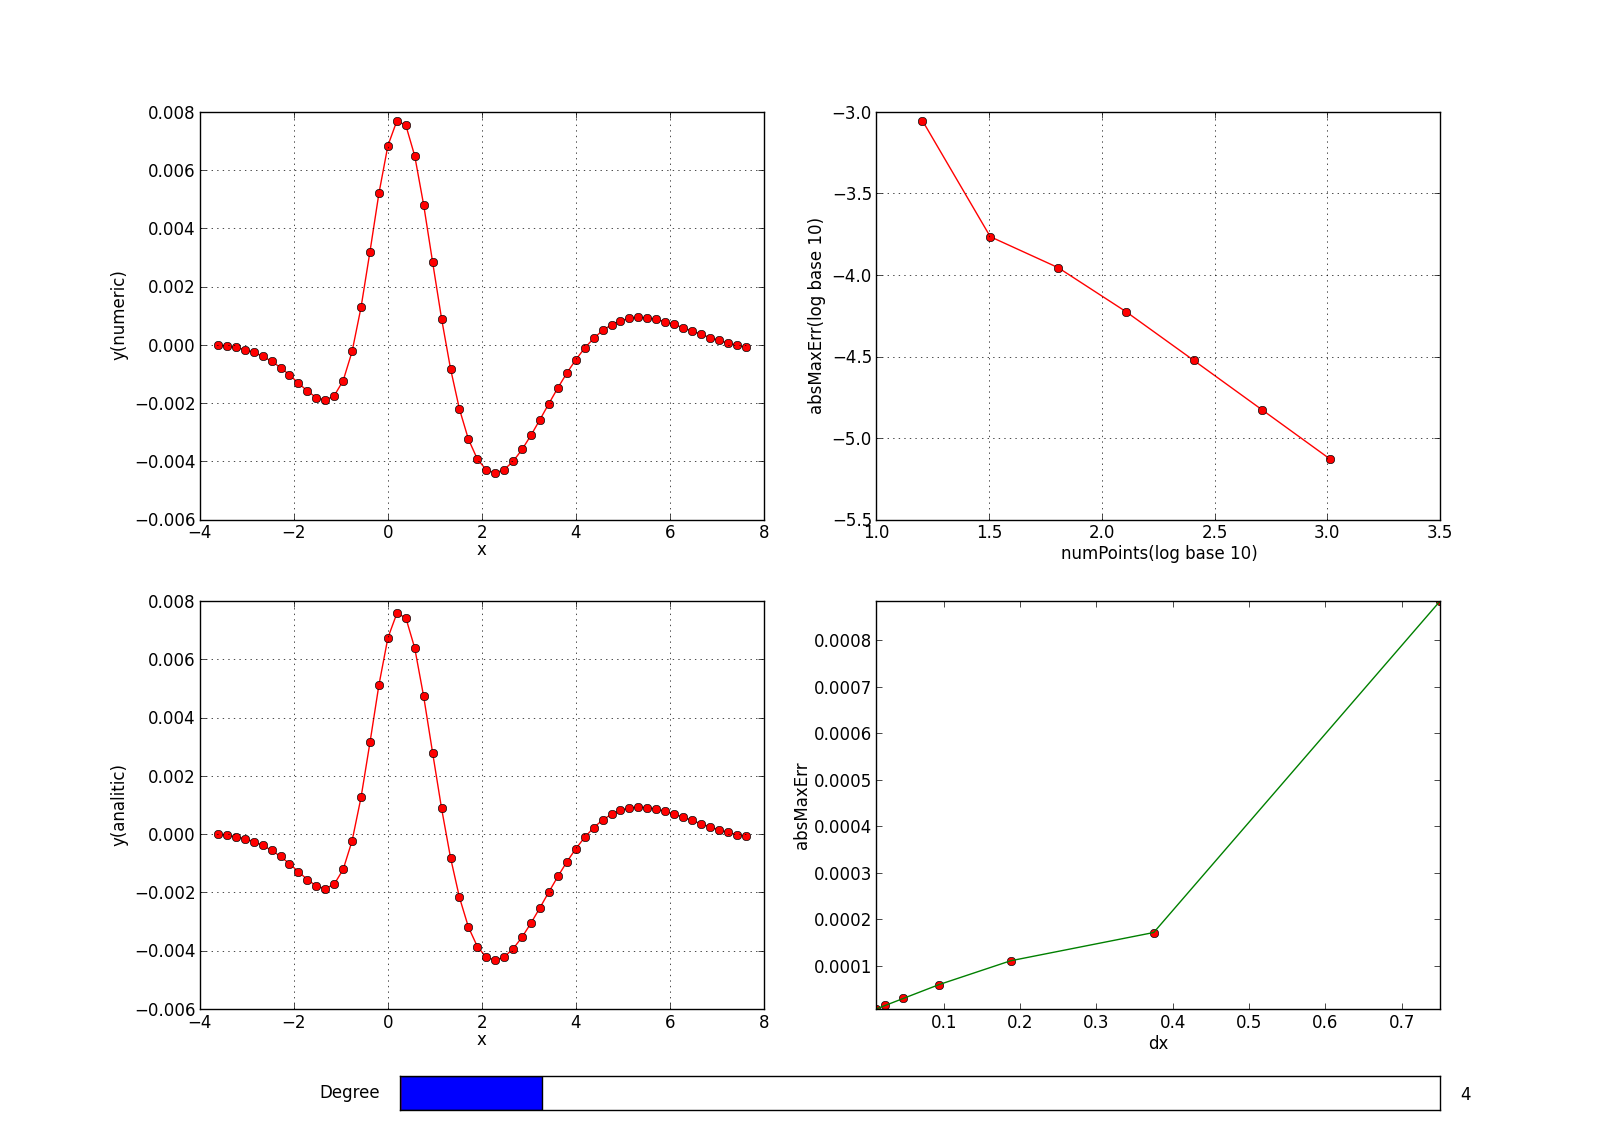 0.008
0.006
0.004
0.002
0.000
−0.002
−0.004
−0.006
y(numeric)
−4 −2 0 2 4 6 8
x
−3.0
−3.5
−4.0
−4.5
−5.0
−5.5
absMaxErr(log base 10)
1.0 1.5 2.0 2.5 3.0 3.5
numPoints(log base 10)
0.008
0.006
0.004
0.002
0.000
−0.002
−0.004
−0.006
y(analitic)
−4 −2 0 2 4 6 8
x
0.0008
0.0007
0.0006
0.0005
0.0004
0.0003
0.0002
0.0001
absMaxErr
0.1 0.2 0.3 0.4 0.5 0.6 0.7
dx
Degree 4